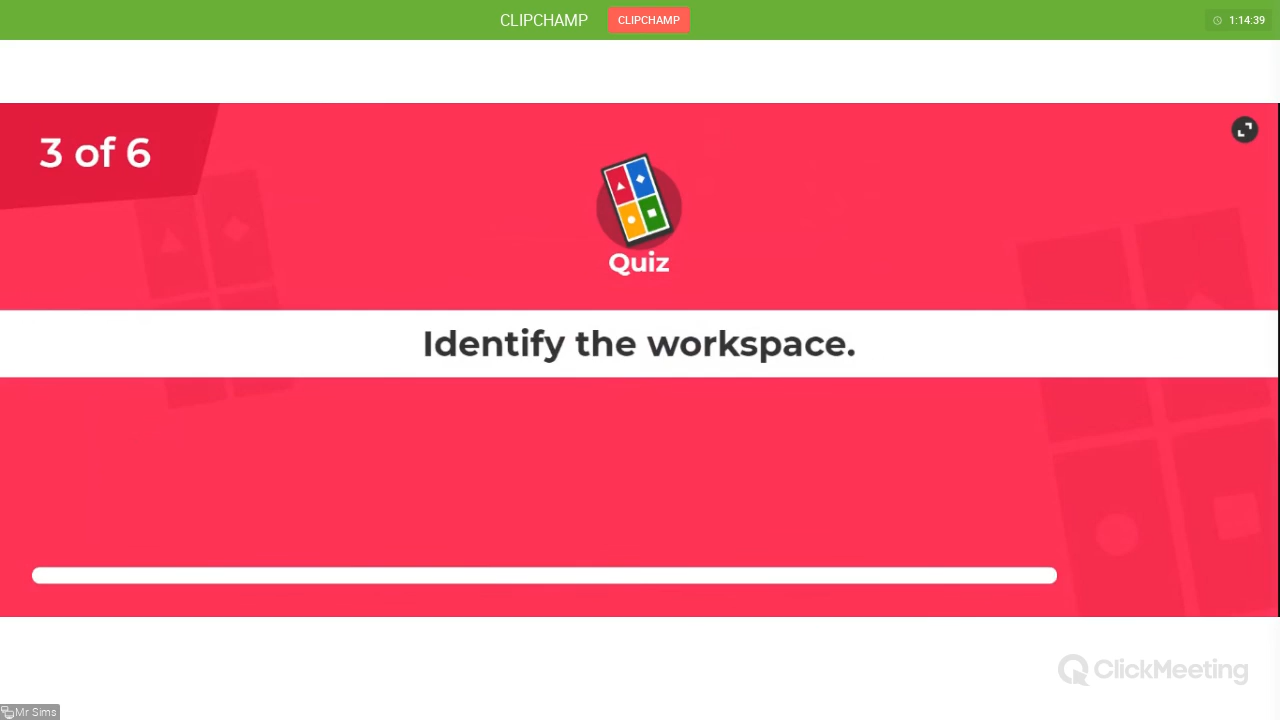 CLIPCHAMP
CLIPCHAMP
1:14:39
3 of 6
Quiz
Identify the workspace.
ClickMeeting
Mr Sims